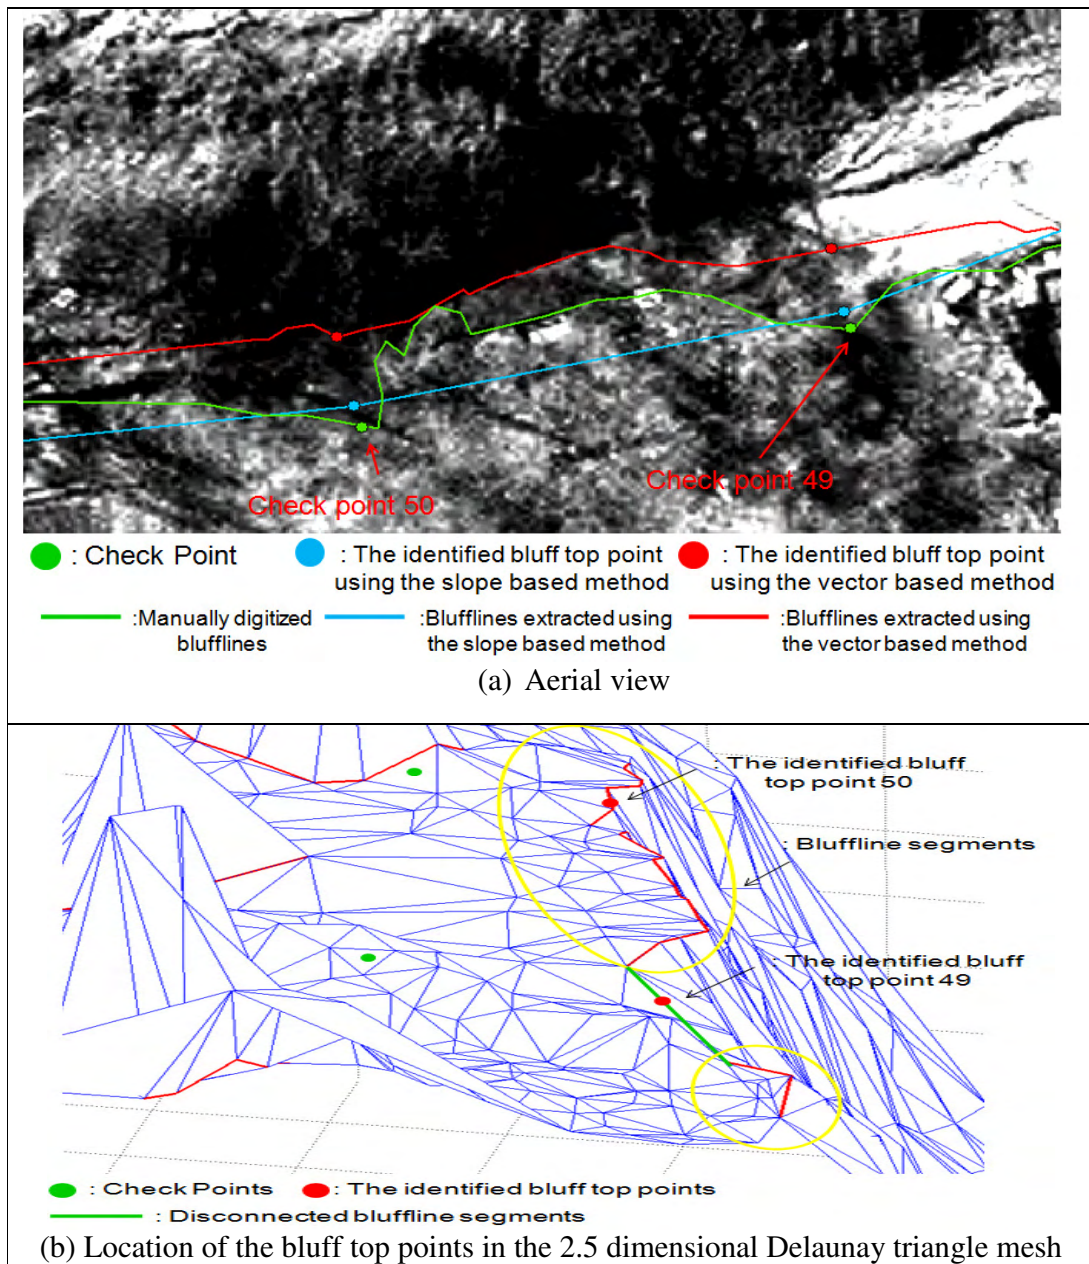 Check point 49
Check point 50
: Check Point
: The identified bluff top point
using the slope based method
: The identified bluff top point
using the vector based method
:Manually digitized
blufflines
:Blufflines extracted using
the slope based method
:Blufflines extracted using
the vector based method
(a) Aerial view
: The identified bluff
top point 50
: Bluffline segments
: The identified bluff
top point 49
: Check Points
: The identified bluff top points
: Disconnected bluffline segments
(b) Location of the bluff top points in the 2.5 dimensional Delaunay triangle mesh